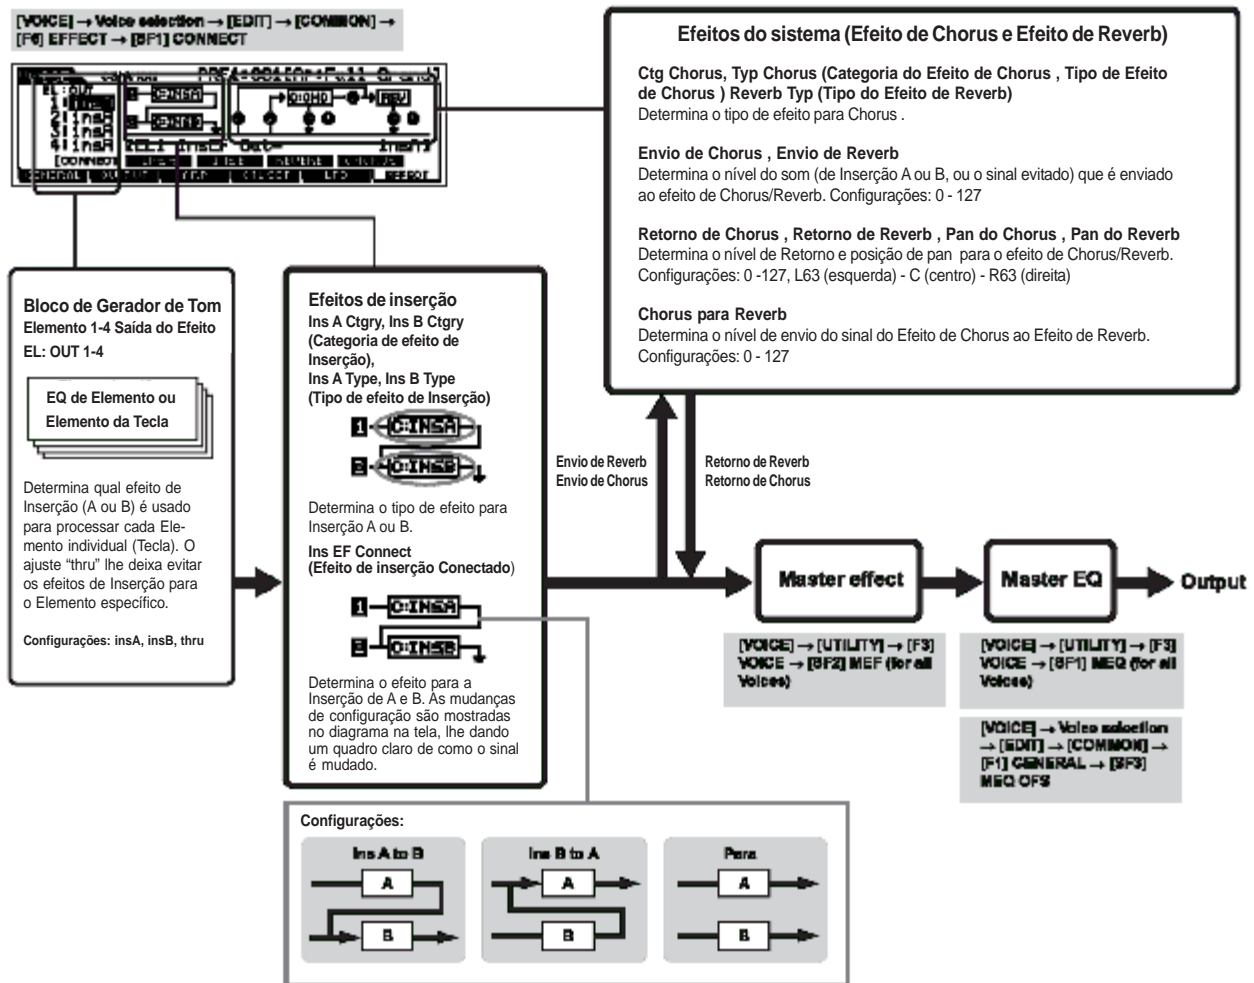 [VOICE] → Voice selection → [EDIT] → [COMMON] →
[F6] EFFECT → [SF1] CONNECT
EL:OUT
1 insA
2 insA
3 insA
4 insA
[CONNECT
Bloco de Gerador de Tom
Elemento 1-4 Saída do Efeito
EL: OUT 1-4
EQ de Elemento ou
Elemento da Tecla
Determina qual efeito de
Inserção (A ou B) é usado
para processar cada Ele-
mento individual (Tecla). O
ajuste “thru” lhe deixa evitar
os efeitos de Inserção para
o Elemento específico.
Configurações: insA, insB, thru
Efeitos de inserção
Ins A Ctgry, Ins B Ctgry
(Categoria de efeito de
Inserção),
Ins A Type, Ins B Type
(Tipo de efeito de Inserção)
C:INSA
C:INSB
Determina o tipo de efeito para
Inserção A ou B.
Ins EF Connect
(Efeito de inserção Conectado)
C:INSA
C:INSB
Determina o efeito para a
Inserção de A e B. As mudanças
de configuração são mostradas
no diagrama na tela, lhe dando
um quadro claro de como o sinal
é mudado.
Efeitos do sistema (Efeito de Chorus e Efeito de Reverb)
Ctg Chorus, Typ Chorus (Categoria do Efeito de Chorus , Tipo de Efeito
de Chorus ) Reverb Typ (Tipo do Efeito de Reverb)
Determina o tipo de efeito para Chorus .
Envio de Chorus , Envio de Reverb
Determina o nível do som (de Inserção A ou B, ou o sinal evitado) que é enviado
ao efeito de Chorus/Reverb. Configurações: 0 - 127
Retorno de Chorus , Retorno de Reverb , Pan do Chorus , Pan do Reverb
Determina o nível de Retorno e posição de pan para o efeito de Chorus/Reverb.
Configurações: 0 -127, L63 (esquerda) - C (centro) - R63 (direita)
Chorus para Reverb
Determina o nível de envio do sinal do Efeito de Chorus ao Efeito de Reverb.
Configurações: 0 - 127
Envio de Reverb
Envio de Chorus
Retorno de Reverb
Retorno de Chorus
Master effect
Master EQ
Output
[VOICE] → [UTILITY] → [F3]
VOICE → [SF2] MEF (for all
Voices)
[VOICE] → [UTILITY] → [F3]
VOICE → [SF1] MEQ (for all
Voices)
[VOICE] → Voice selection
→ [EDIT] → [COMMON] →
[F1] GENERAL → [SF3]
MEQ OFS
Configurações:
Ins A to B
A
B
Ins B to A
A
B
Para
A
B